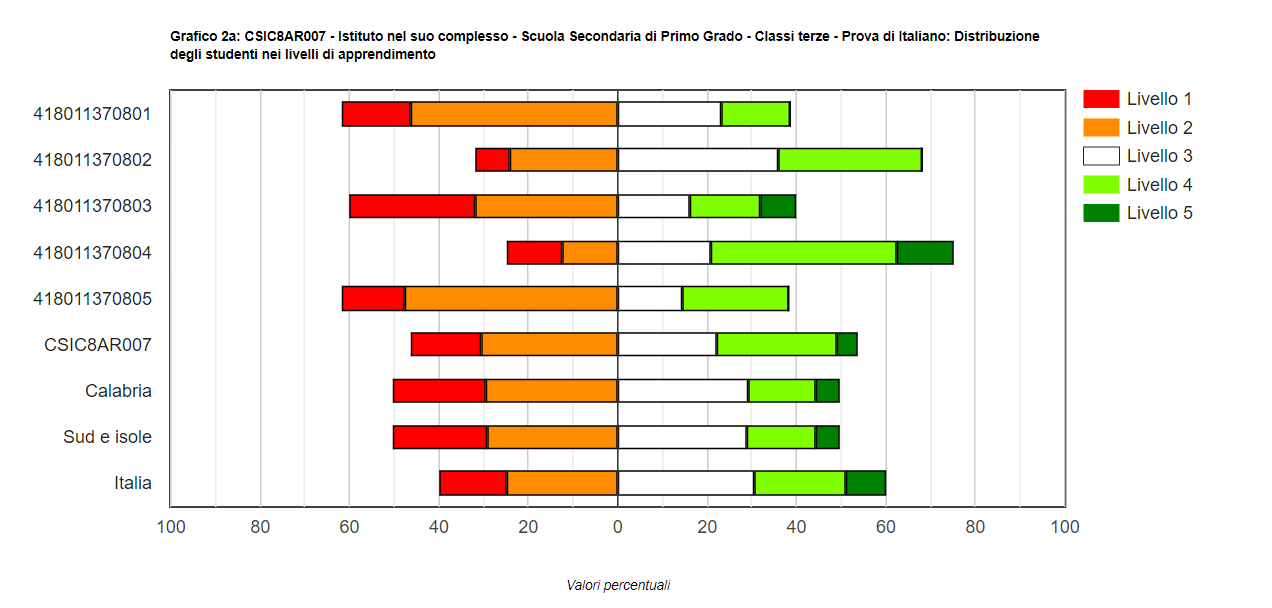 Grafico 2a: CSIC8AR007 - Istituto nel suo complesso - Scuola Secondaria di Primo Grado - Classi terze - Prova di Italiano: Distribuzione
degli studenti nei livelli di apprendimento
418011370801
418011370802
418011370803
418011370804
418011370805
CSIC8AR007
Calabria
Sud e isole
Italia
Livello 1
Livello 2
Livello 3
Livello 4
Livello 5
100 80 60 40 20 0 20 40 60 80 100
Valori percentuali